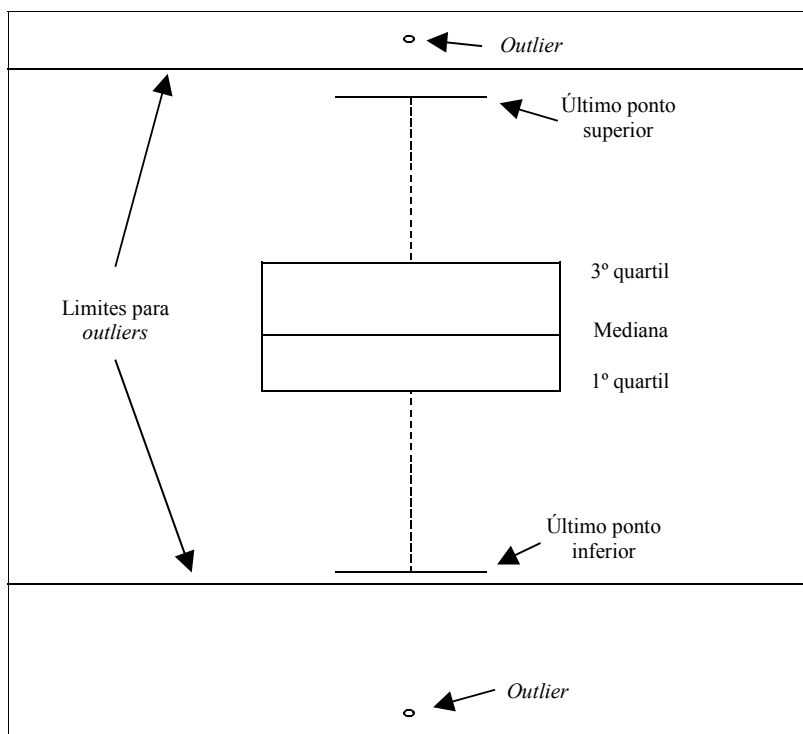 Outlier
Último ponto
superior
3º quartil
Limites para
outliers
Mediana
1º quartil
Último ponto
inferior
Outlier